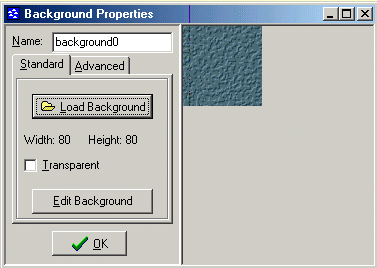 Background Properties
Name: background0
Standard Advanced
Load Background
Width: 80 Height: 80
Transparent
Edit Background
OK